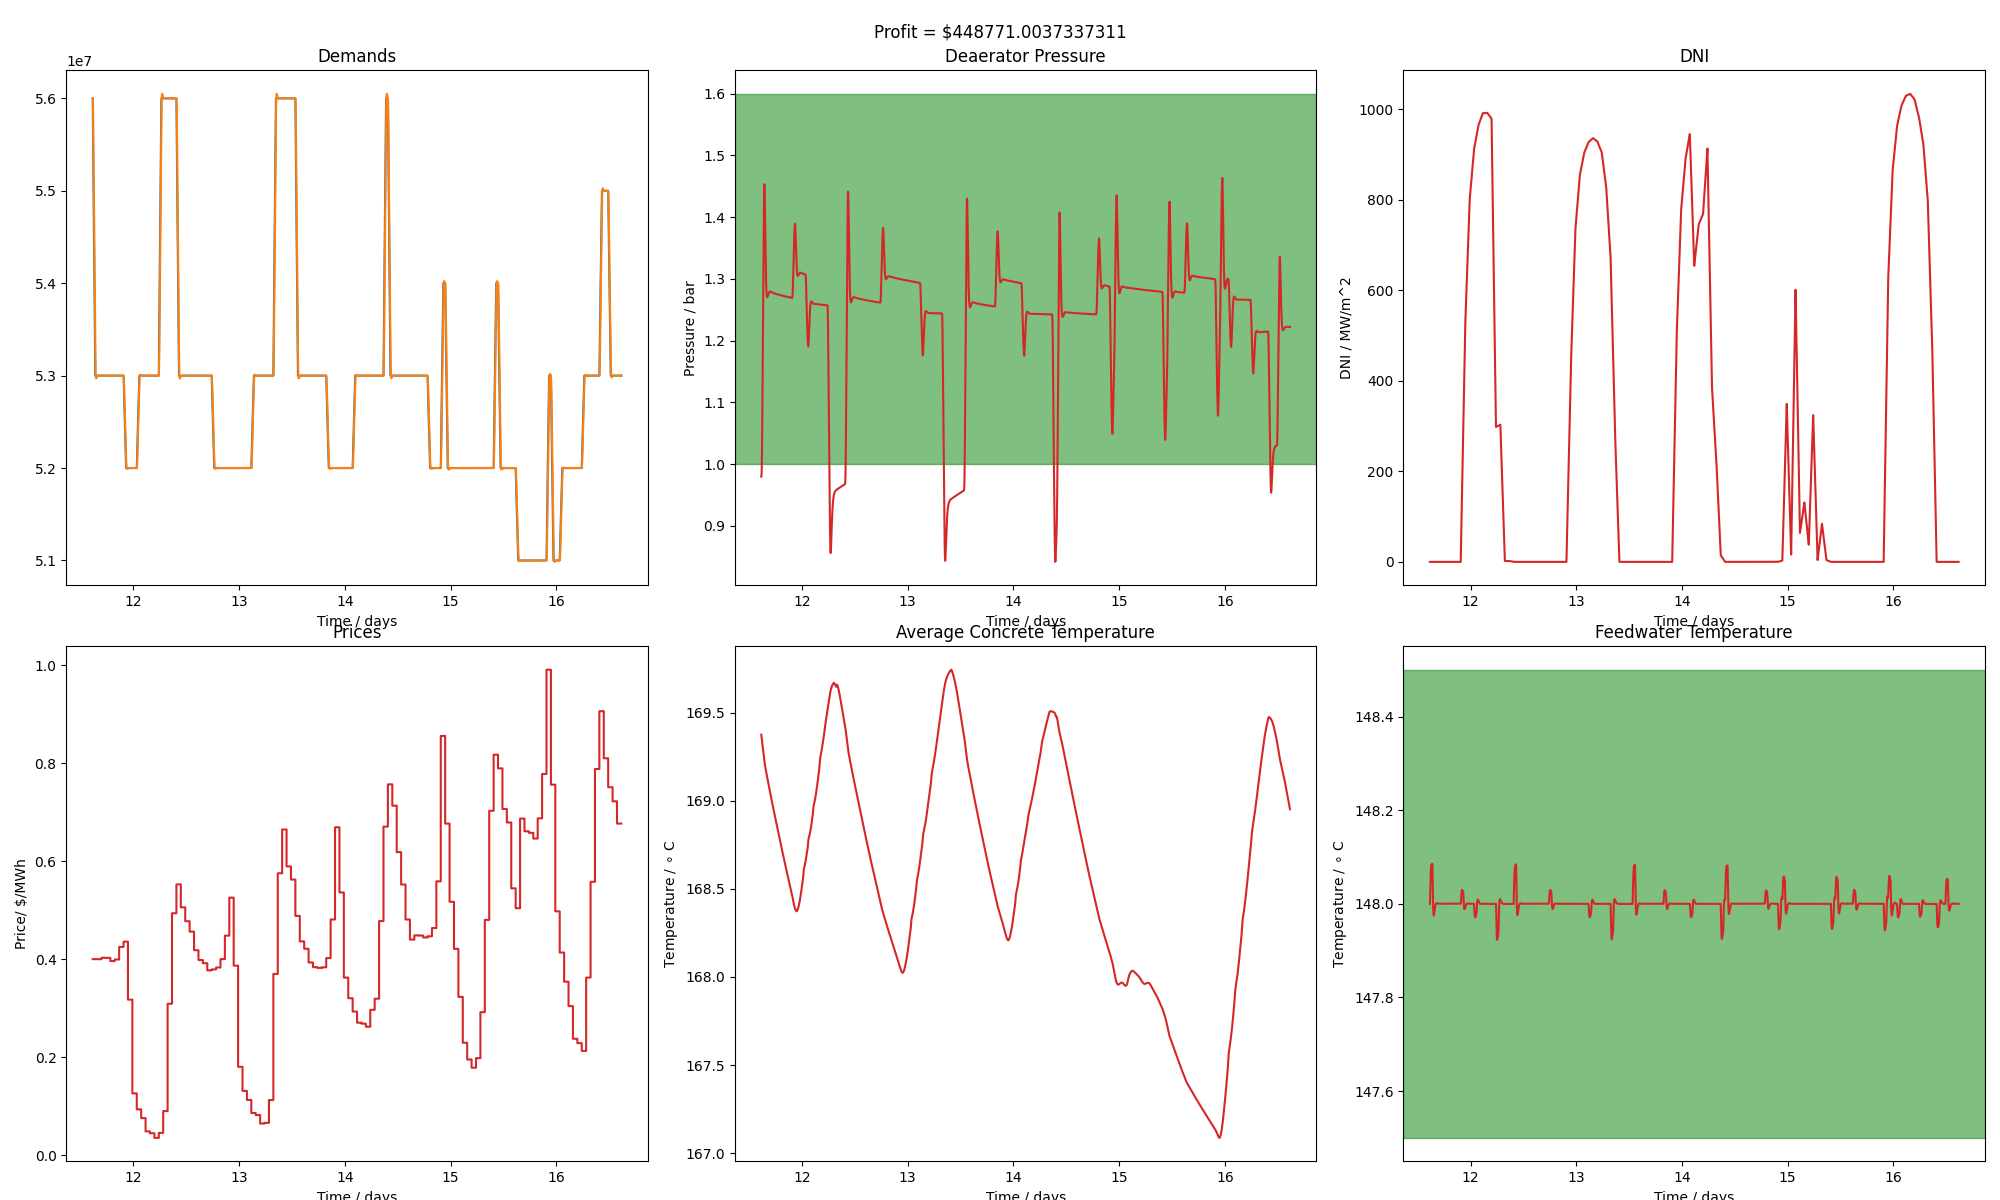 Profit = $448771.0037337311
Demands
1e7
5.6
5.5
5.4
5.3
5.2
5.1
12 13 14 15 16
Time / days
Deaerator Pressure
Pressure / bar
1.6
1.5
1.4
1.3
1.2
1.1
1.0
0.9
12 13 14 15 16
Time / days
DNI
DNI / MW/m^2
1000
800
600
400
200
0
12 13 14 15 16
Time / days
Prices
Price/ $/MWh
1.0
0.8
0.6
0.4
0.2
0.0
12 13 14 15 16
Time / days
Average Concrete Temperature
Temperature / ∘ C
169.5
169.0
168.5
168.0
167.5
167.0
12 13 14 15 16
Time / days
Feedwater Temperature
Temperature / ∘ C
148.4
148.2
148.0
147.8
147.6
12 13 14 15 16
Time / days